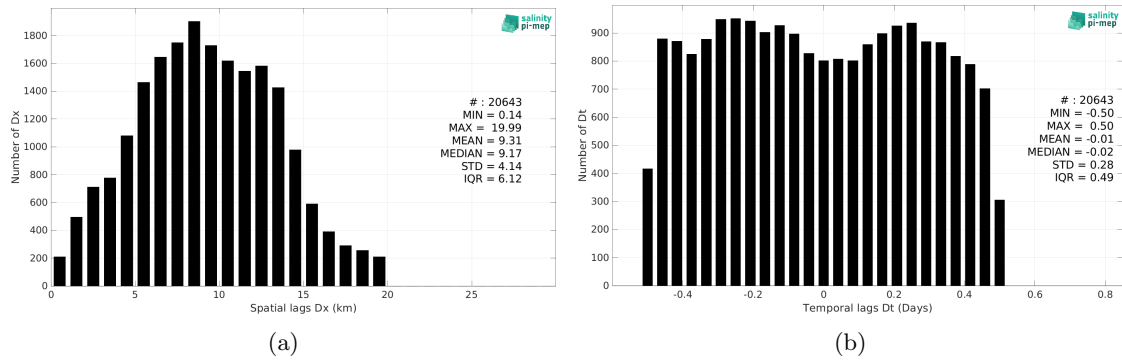 salinity
pi-mep
1800
1600
1400
1200
1000
800
600
400
200
0
Number of Dx
# : 20643
MIN = 0.14
MAX = 19.99
MEAN = 9.31
MEDIAN = 9.17
STD = 4.14
IQR = 6.12
0 5 10 15 20 25
Spatial lags Dx (km)
(a)
salinity
pi-mep
900
800
700
600
500
400
300
200
100
0
Number of Dt
# : 20643
MIN = -0.50
MAX = 0.50
MEAN = -0.01
MEDIAN = -0.02
STD = 0.28
IQR = 0.49
-0.4 -0.2 0 0.2 0.4 0.6 0.8
Temporal lags Dt (Days)
(b)